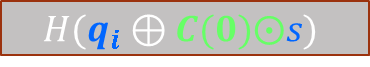 H(qᵢ ⊕ C(0)⊙s)